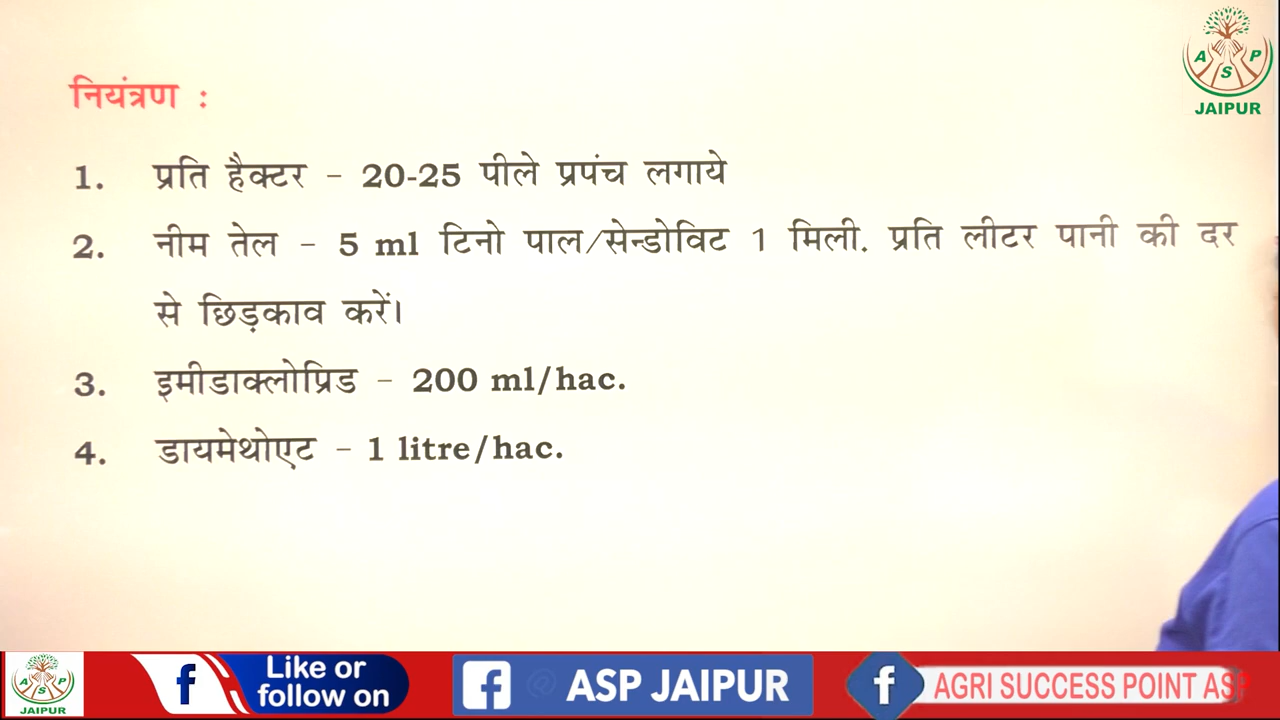 A S P
JAIPUR
नियंत्रण :
1. प्रति हैक्टर - 20-25 पीले प्रपंच लगाये
2. नीम तेल - 5 ml टिनो पाल/सेन्डोविट 1 मिली. प्रति लीटर पानी की दर
से छिड़काव करें।
3. इमीडाक्लोप्रिड - 200 ml/hac.
4. डायमेथोएट - 1 litre/hac.
A S P
JAIPUR
f
Like or
follow on
f
@ ASP JAIPUR
f
AGRI SUCCESS POINT AS